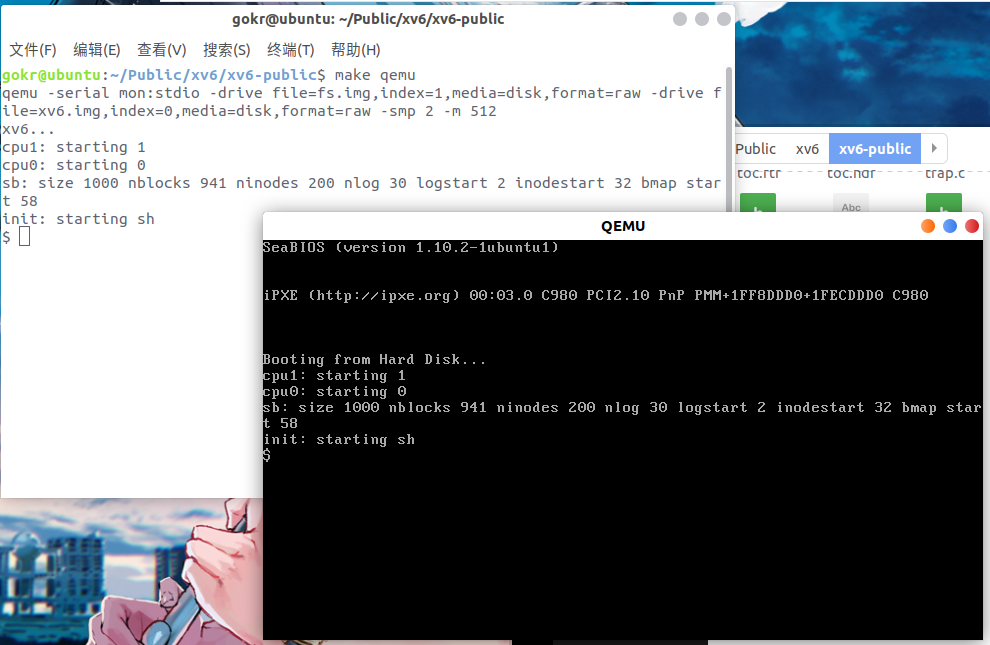 gokr@ubuntu: ~/Public/xv6/xv6-public
文件(F) 编辑(E) 查看(V) 搜索(S) 终端(T) 帮助(H)
gokr@ubuntu:~/Public/xv6/xv6-public$ make qemu
qemu -serial mon:stdio -drive file=fs.img,index=1,media=disk,format=raw -drive f
ile=xv6.img,index=0,media=disk,format=raw -smp 2 -m 512
xv6...
cpu1: starting 1
cpu0: starting 0
sb: size 1000 nblocks 941 ninodes 200 nlog 30 logstart 2 inodestart 32 bmap star
t 58
init: starting sh
$
Public xv6 xv6-public
toc.ftr toc.hdr trap.c
Abc
QEMU
SeaBIOS (version 1.10.2-1ubuntu1)
iPXE (http://ipxe.org) 00:03.0 C980 PCI2.10 PnP PMM+1FF8DDD0+1FECDDD0 C980
Booting from Hard Disk...
cpu1: starting 1
cpu0: starting 0
sb: size 1000 nblocks 941 ninodes 200 nlog 30 logstart 2 inodestart 32 bmap star
t 58
init: starting sh
$